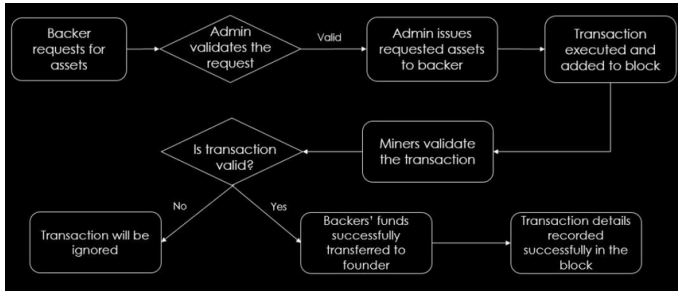 Backer
requests for
assets
Admin
validates the
request
Valid
Admin issues
requested assets
to backer
Transaction
executed and
added to block
Is transaction
valid?
Miners validate
the transaction
No
Yes
Transaction will be
ignored
Backers' funds
successfully
transferred to
founder
Transaction details
recorded
successfully in the
block